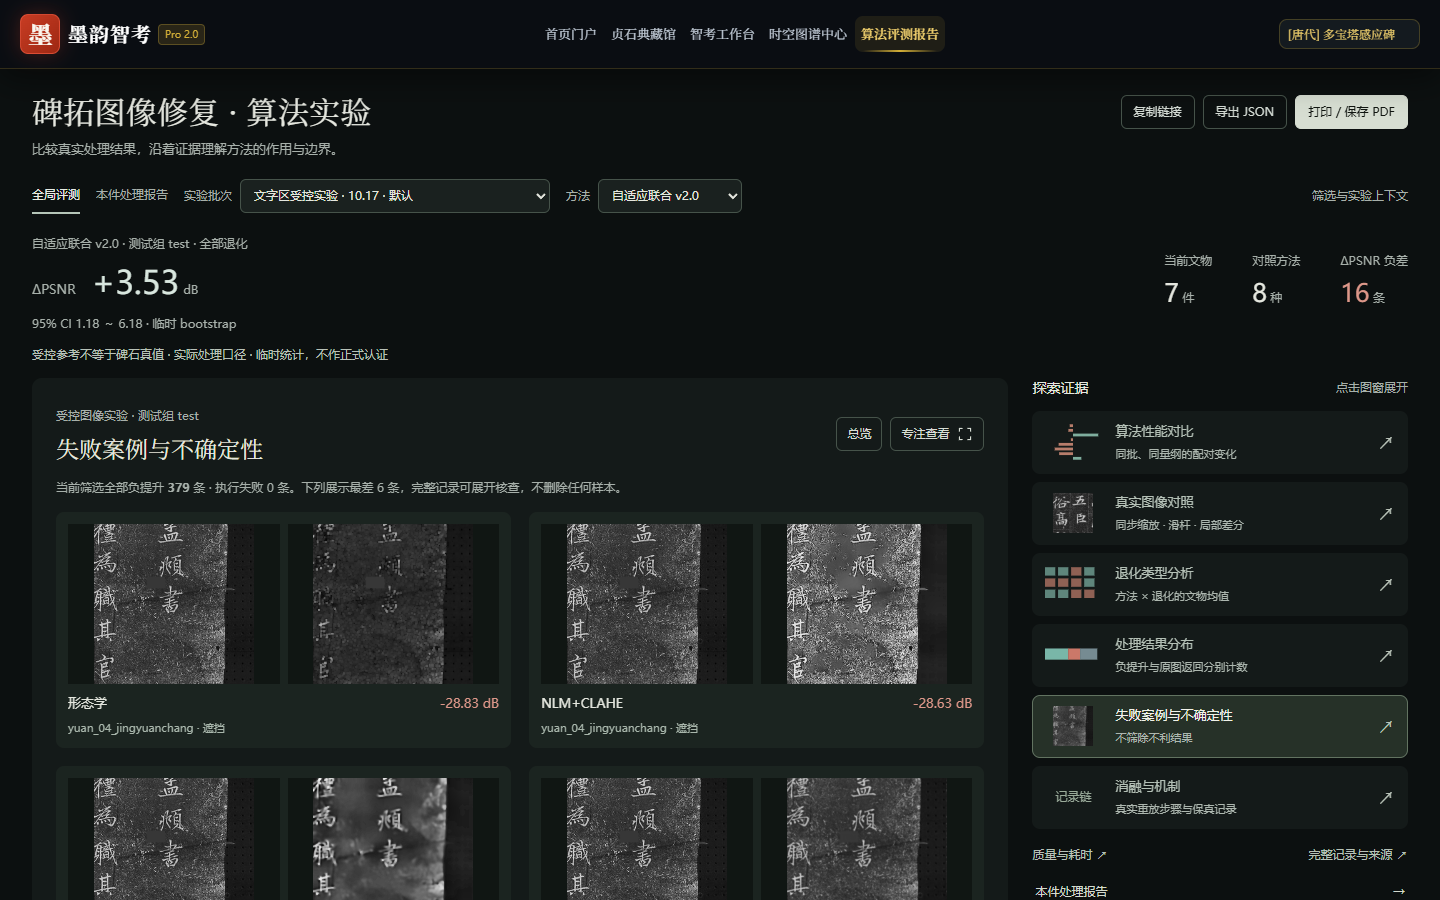 墨 墨韵智考 Pro 2.0
首页门户 贞石典藏馆 智考工作台 时空图谱中心 算法评测报告
[唐代] 多宝塔感应碑
碑拓图像修复 · 算法实验
比较真实处理结果，沿着证据理解方法的作用与边界。
复制链接 导出 JSON 打印 / 保存 PDF
全局评测 本件处理报告 实验批次 文字区受控实验 · 10.17 · 默认 方法 自适应联合 v2.0 筛选与实验上下文
自适应联合 v2.0 · 测试组 test · 全部退化
ΔPSNR +3.53 dB
95% CI 1.18 ～ 6.18 · 临时 bootstrap
当前文物 对照方法 ΔPSNR 负差
7 件 8 种 16 条
受控参考不等于碑石真值 · 实际处理口径 · 临时统计，不作正式认证
受控图像实验 · 测试组 test
失败案例与不确定性
总览 专注查看
当前筛选全部负提升 379 条 · 执行失败 0 条。下列展示最差 6 条，完整记录可展开核查，不删除任何样本。
形态学 -28.83 dB
yuan_04_jingyuanchang · 遮挡
NLM+CLAHE -28.63 dB
yuan_04_jingyuanchang · 遮挡
探索证据 点击图窗展开
算法性能对比
同批、同量纲的配对变化
真实图像对照
同步缩放 · 滑杆 · 局部差分
退化类型分析
方法 × 退化的文物均值
处理结果分布
负提升与原图返回分别计数
失败案例与不确定性
不筛除不利结果
记录链
消融与机制
真实重放步骤与保真记录
质量与耗时 ↗ 完整记录与来源 ↗
本件处理报告 →